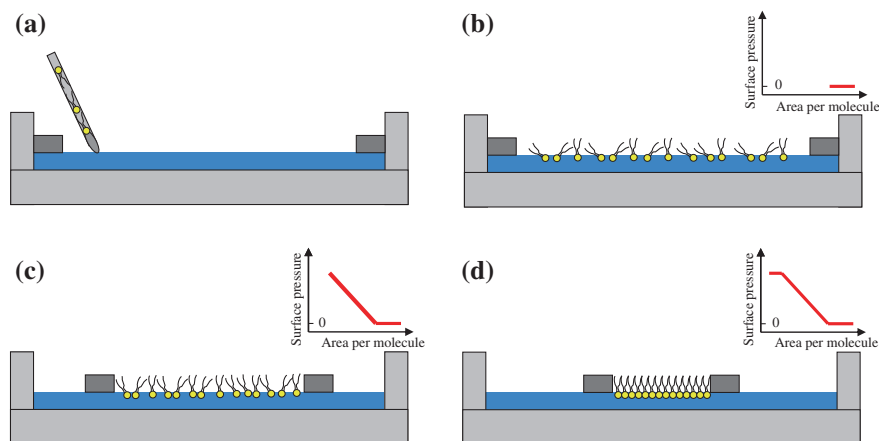 (a)
(b)
Surface pressure
0
Area per molecule
(c)
Surface pressure
0
Area per molecule
(d)
Surface pressure
0
Area per molecule